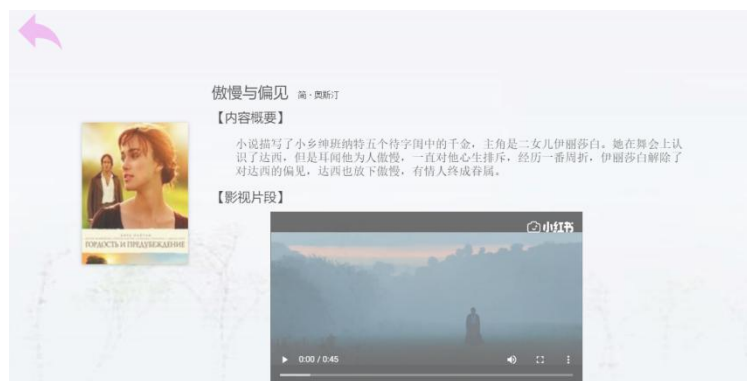 傲慢与偏见 简·奥斯汀
【内容概要】
小说描写了小乡绅班纳特五个待字闺中的千金，主角是二女儿伊丽莎白。她在舞会上认
识了达西，但是耳闻他为人傲慢，一直对他心生排斥，经历一番周折，伊丽莎白解除了
对达西的偏见，达西也放下傲慢，有情人终成眷属。
ГОРДОСТЬ И ПРЕДУБЕЖДЕНИЕ
【影视片段】
小红书
0:00 / 0:45